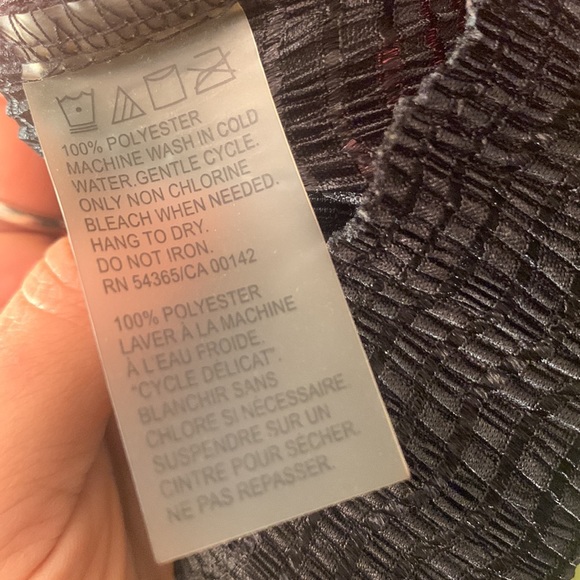 100% POLYESTER
MACHINE WASH IN COLD
WATER.GENTLE CYCLE.
ONLY NON CHLORINE
BLEACH WHEN NEEDED.
HANG TO DRY.
DO NOT IRON.
RN 54365/CA 00142
100% POLYESTER
LAVER À LA MACHINE
À L'EAU FROIDE.
"CYCLE DELICAT".
BLANCHIR SANS
CHLORE SI NÉCESSAIRE.
SUSPENDRE SUR UN
CINTRE POUR SÉCHER.
NE PAS REPASSER.